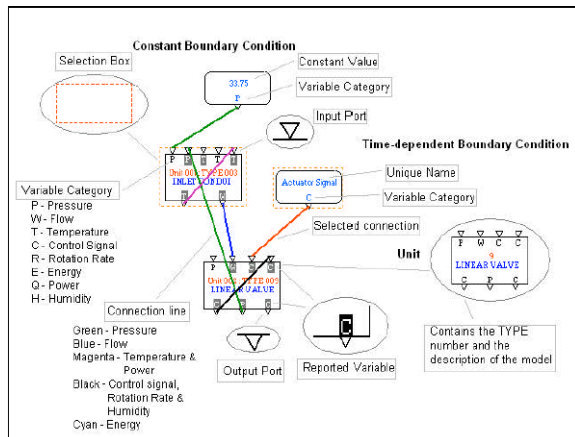 Constant Boundary Condition
Selection Box
Constant Value
33.75
P
Variable Category
Input Port
Time-dependent Boundary Condition
P
T
INLET CONDUI
Unique Name
Actuator Signal
C
Variable Category
Selected connection
Variable Category
P - Pressure
W - Flow
T - Temperature
C - Control Signal
R - Rotation Rate
E - Energy
Q - Power
H - Humidity
Unit
P W C C
9
LINEAR VALVE
C P C
P
LINEAR VALVE
Connection line
Green - Pressure
Blue - Flow
Magenta - Temperature &
Power
Black - Control signal,
Rotation Rate &
Humidity
Cyan - Energy
C
Output Port
Reported Variable
Contains the TYPE
number and the
description of the model